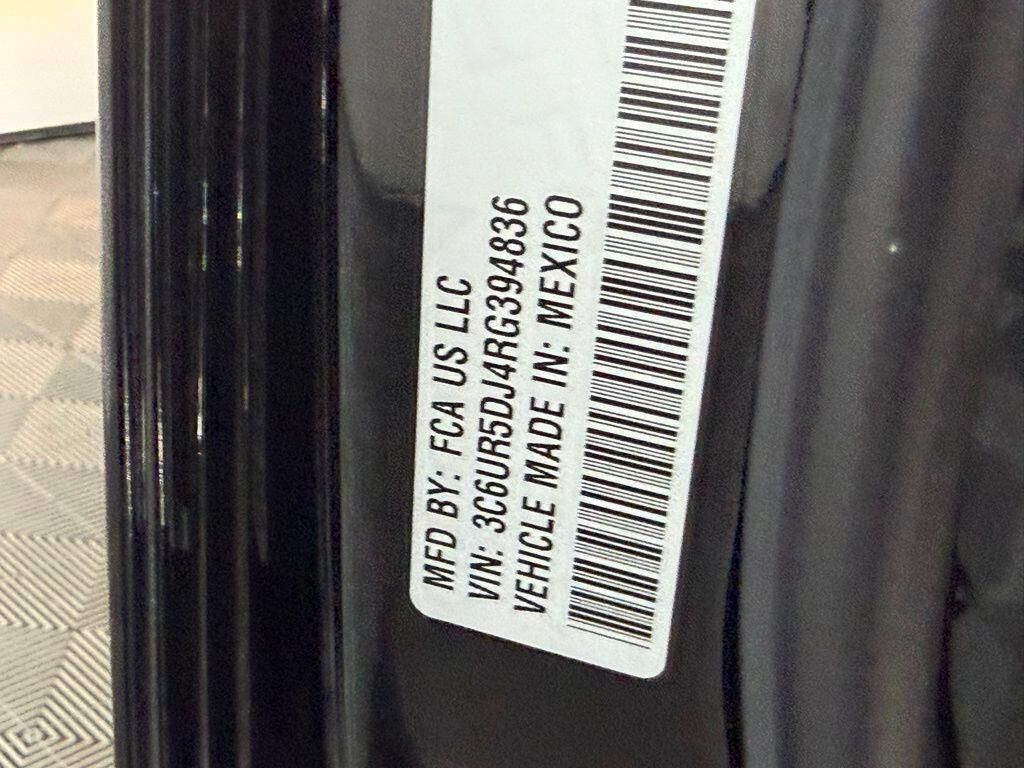 MFD BY: FCA US LLC
VIN: 3C6UR5DJ4RG394836
VEHICLE MADE IN: MEXICO